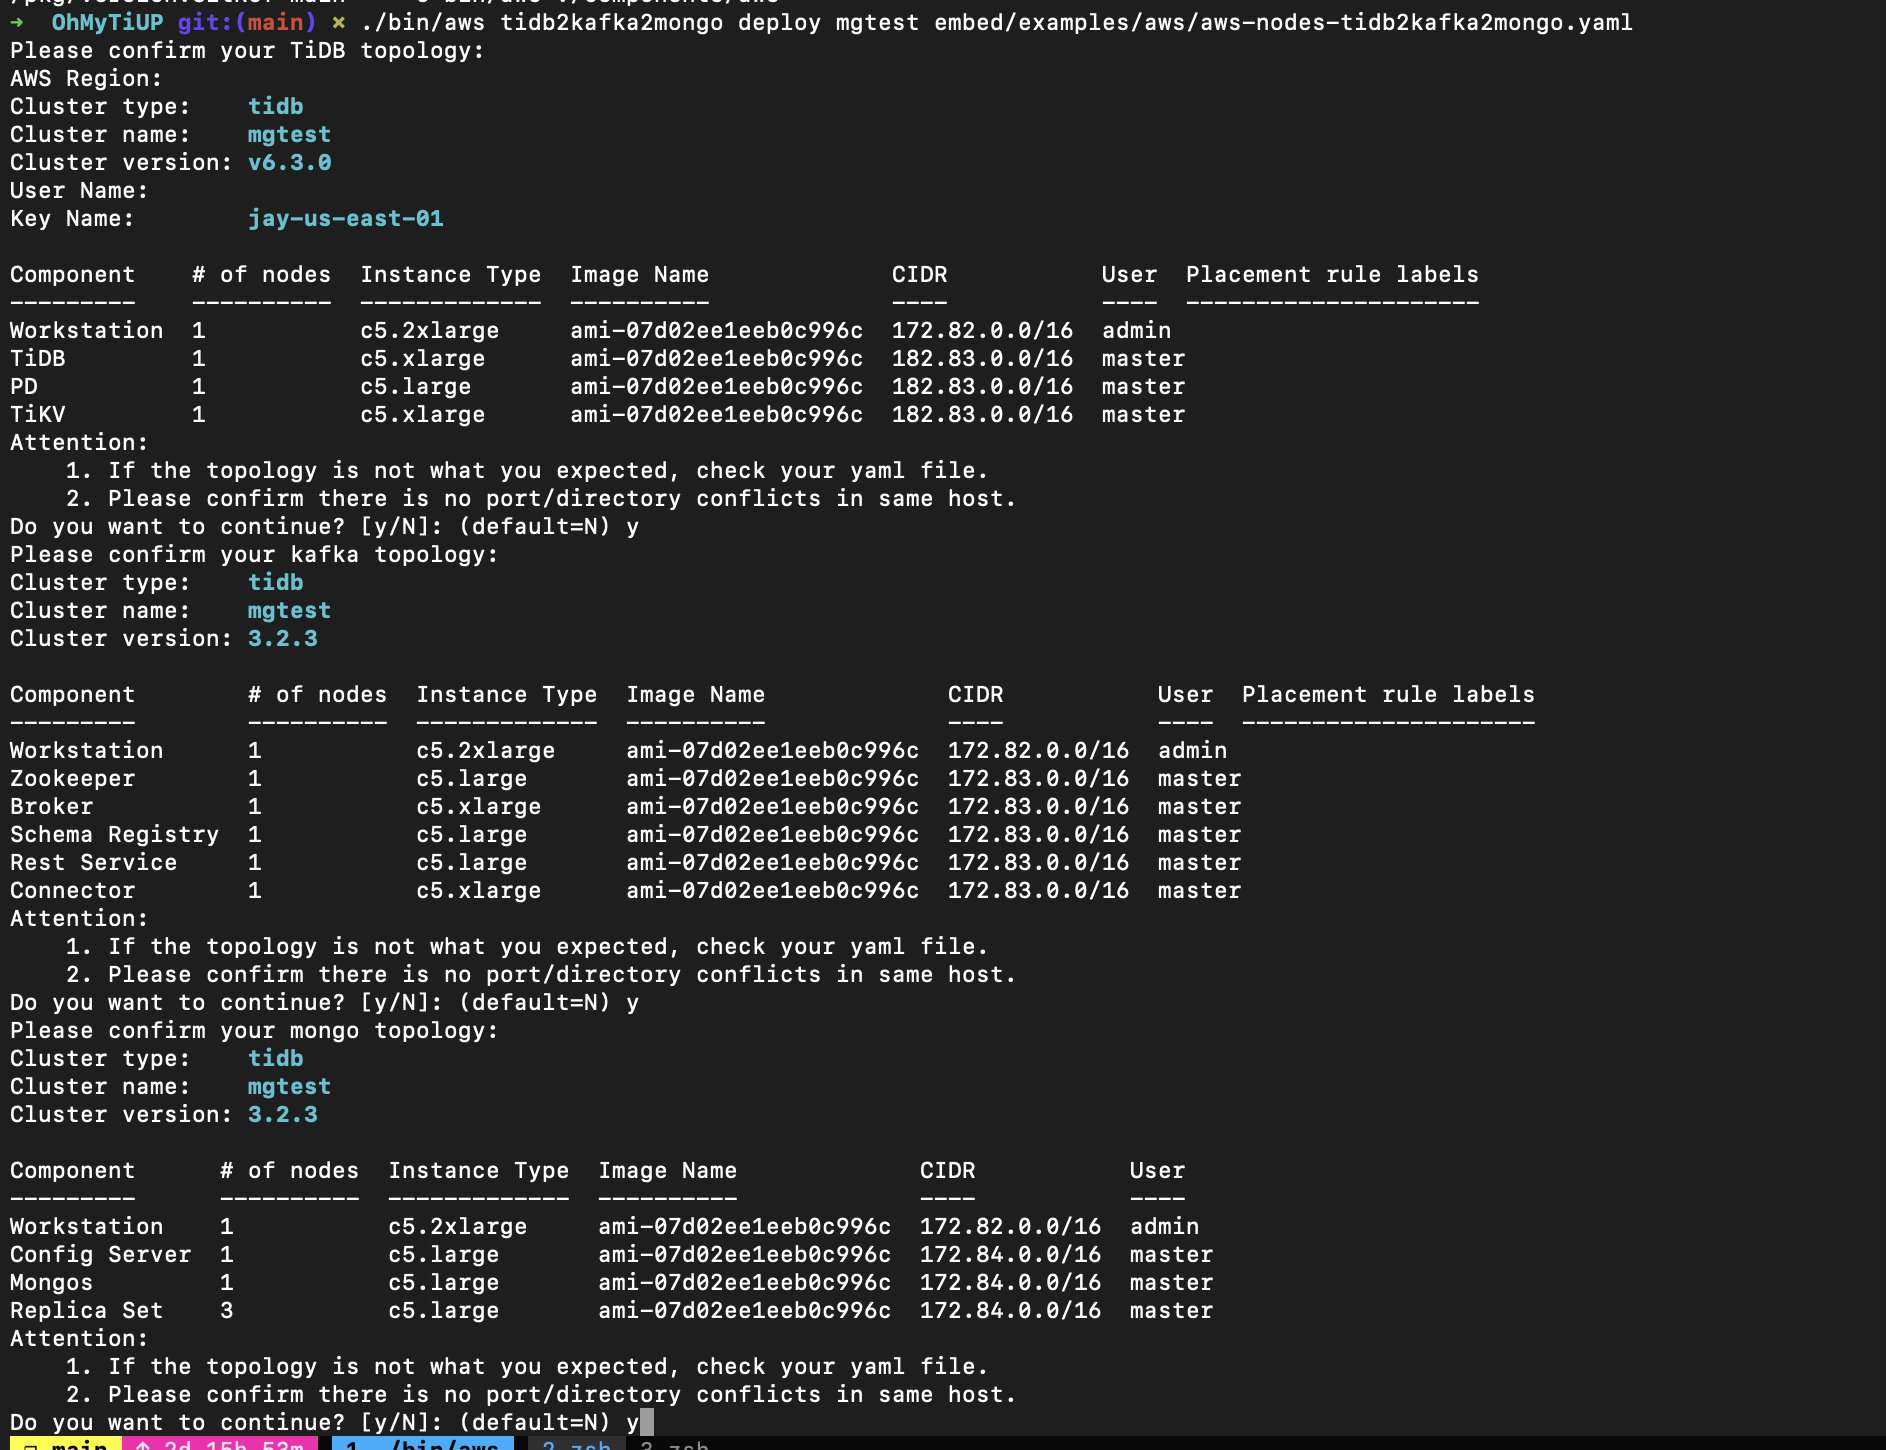 ➜  OhMyTiUP git:(main) ✗ ./bin/aws tidb2kafka2mongo deploy mgtest embed/examples/aws/aws-nodes-tidb2kafka2mongo.yaml
Please confirm your TiDB topology:
AWS Region:
Cluster type:    tidb
Cluster name:    mgtest
Cluster version: v6.3.0
User Name:
Key Name:        jay-us-east-01
Component    # of nodes  Instance Type  Image Name             CIDR           User  Placement rule labels
---------    ----------  -------------  ----------             ----           ----  ---------------------
Workstation  1           c5.2xlarge     ami-07d02ee1eeb0c996c  172.82.0.0/16  admin
TiDB         1           c5.xlarge      ami-07d02ee1eeb0c996c  182.83.0.0/16  master
PD           1           c5.large       ami-07d02ee1eeb0c996c  182.83.0.0/16  master
TiKV         1           c5.xlarge      ami-07d02ee1eeb0c996c  182.83.0.0/16  master
Attention:
    1. If the topology is not what you expected, check your yaml file.
    2. Please confirm there is no port/directory conflicts in same host.
Do you want to continue? [y/N]: (default=N) y
Please confirm your kafka topology:
Cluster type:    tidb
Cluster name:    mgtest
Cluster version: 3.2.3
Component        # of nodes  Instance Type  Image Name             CIDR           User  Placement rule labels
---------        ----------  -------------  ----------             ----           ----  ---------------------
Workstation      1           c5.2xlarge     ami-07d02ee1eeb0c996c  172.82.0.0/16  admin
Zookeeper        1           c5.large       ami-07d02ee1eeb0c996c  172.83.0.0/16  master
Broker           1           c5.xlarge      ami-07d02ee1eeb0c996c  172.83.0.0/16  master
Schema Registry  1           c5.large       ami-07d02ee1eeb0c996c  172.83.0.0/16  master
Rest Service     1           c5.large       ami-07d02ee1eeb0c996c  172.83.0.0/16  master
Connector        1           c5.xlarge      ami-07d02ee1eeb0c996c  172.83.0.0/16  master
Attention:
    1. If the topology is not what you expected, check your yaml file.
    2. Please confirm there is no port/directory conflicts in same host.
Do you want to continue? [y/N]: (default=N) y
Please confirm your mongo topology:
Cluster type:    tidb
Cluster name:    mgtest
Cluster version: 3.2.3
Component      # of nodes  Instance Type  Image Name             CIDR           User
---------      ----------  -------------  ----------             ----           ----
Workstation    1           c5.2xlarge     ami-07d02ee1eeb0c996c  172.82.0.0/16  admin
Config Server  1           c5.large       ami-07d02ee1eeb0c996c  172.84.0.0/16  master
Mongos         1           c5.large       ami-07d02ee1eeb0c996c  172.84.0.0/16  master
Replica Set    3           c5.large       ami-07d02ee1eeb0c996c  172.84.0.0/16  master
Attention:
    1. If the topology is not what you expected, check your yaml file.
    2. Please confirm there is no port/directory conflicts in same host.
Do you want to continue? [y/N]: (default=N) y
main ↑ 2d 15h 53m 1 ./bin/aws 2 zsh 3 zsh